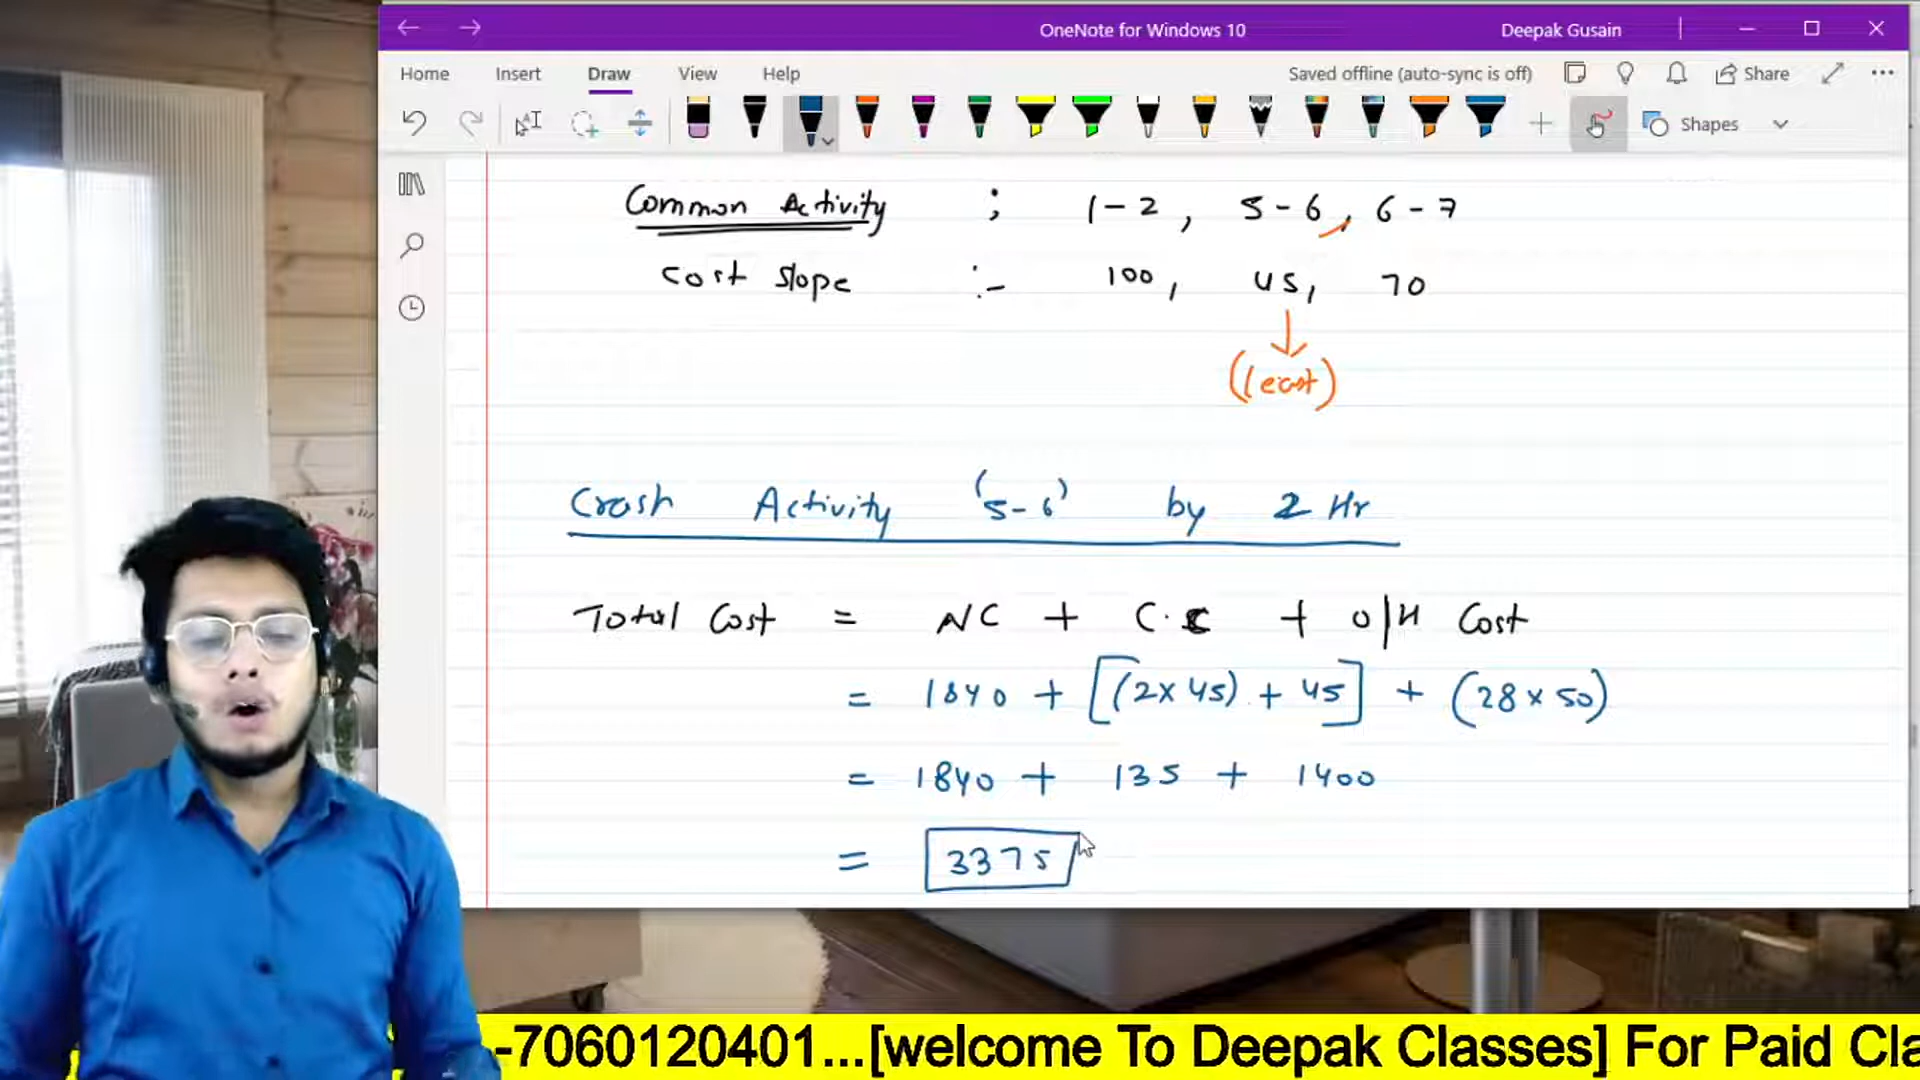 OneNote for Windows 10
Deepak Gusain
Home Insert Draw View Help
Saved offline (auto-sync is off)
Share
Shapes
Common Activity ; 1-2, 5-6, 6-7
Cost Slope :- 100, 45, 70
(least)
Crash Activity '5-6' by 2 Hr
Total Cost = NC + C.C + O/H Cost
= 1840 + [(2x45) + 45] + (28x50)
= 1840 + 135 + 1400
= 3375
-7060120401...[welcome To Deepak Classes] For Paid Cla